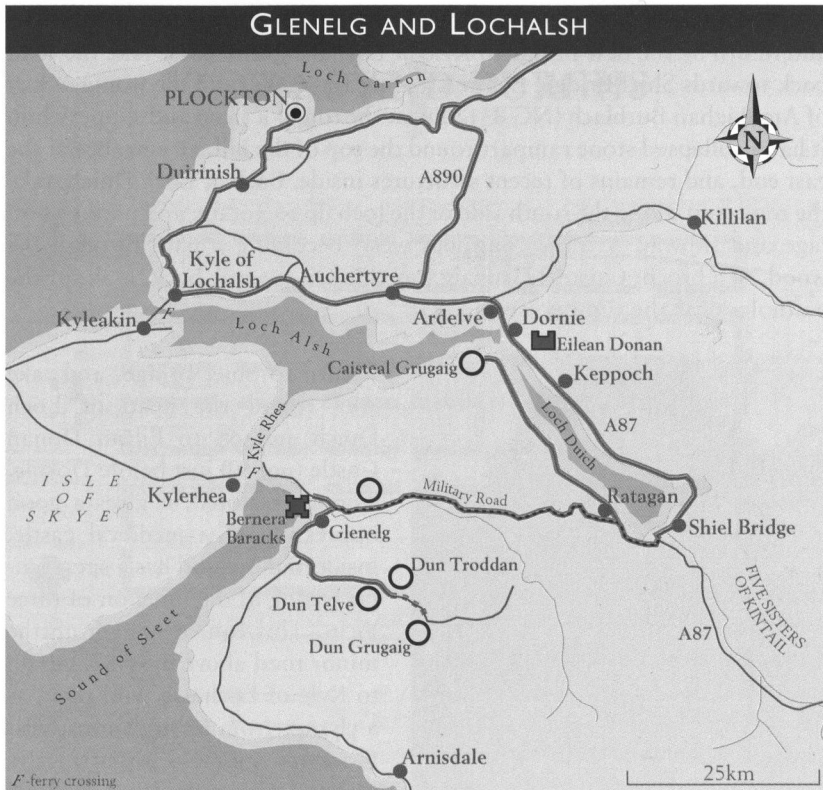 GLENELG AND LOCHALSH
Loch Carron
PLOCKTON
N
Duirinish
A890
Killilan
Kyle of
Lochalsh
Auchertyre
Kyleakin
F
Loch Alsh
Ardelve
Dornie
Eilean Donan
Caisteal Grugaig
Keppoch
Kyle Rhea
Loch Duich
A87
F
ISLE
OF
SKYE
Kylerhea
Military Road
Ratagan
Bernera
Baracks
Glenelg
Shiel Bridge
Dun Troddan
Dun Telve
FIVE SISTERS
OF KINTAIL
Dun Grugaig
A87
Sound of Sleet
Arnisdale
F-ferry crossing
25km